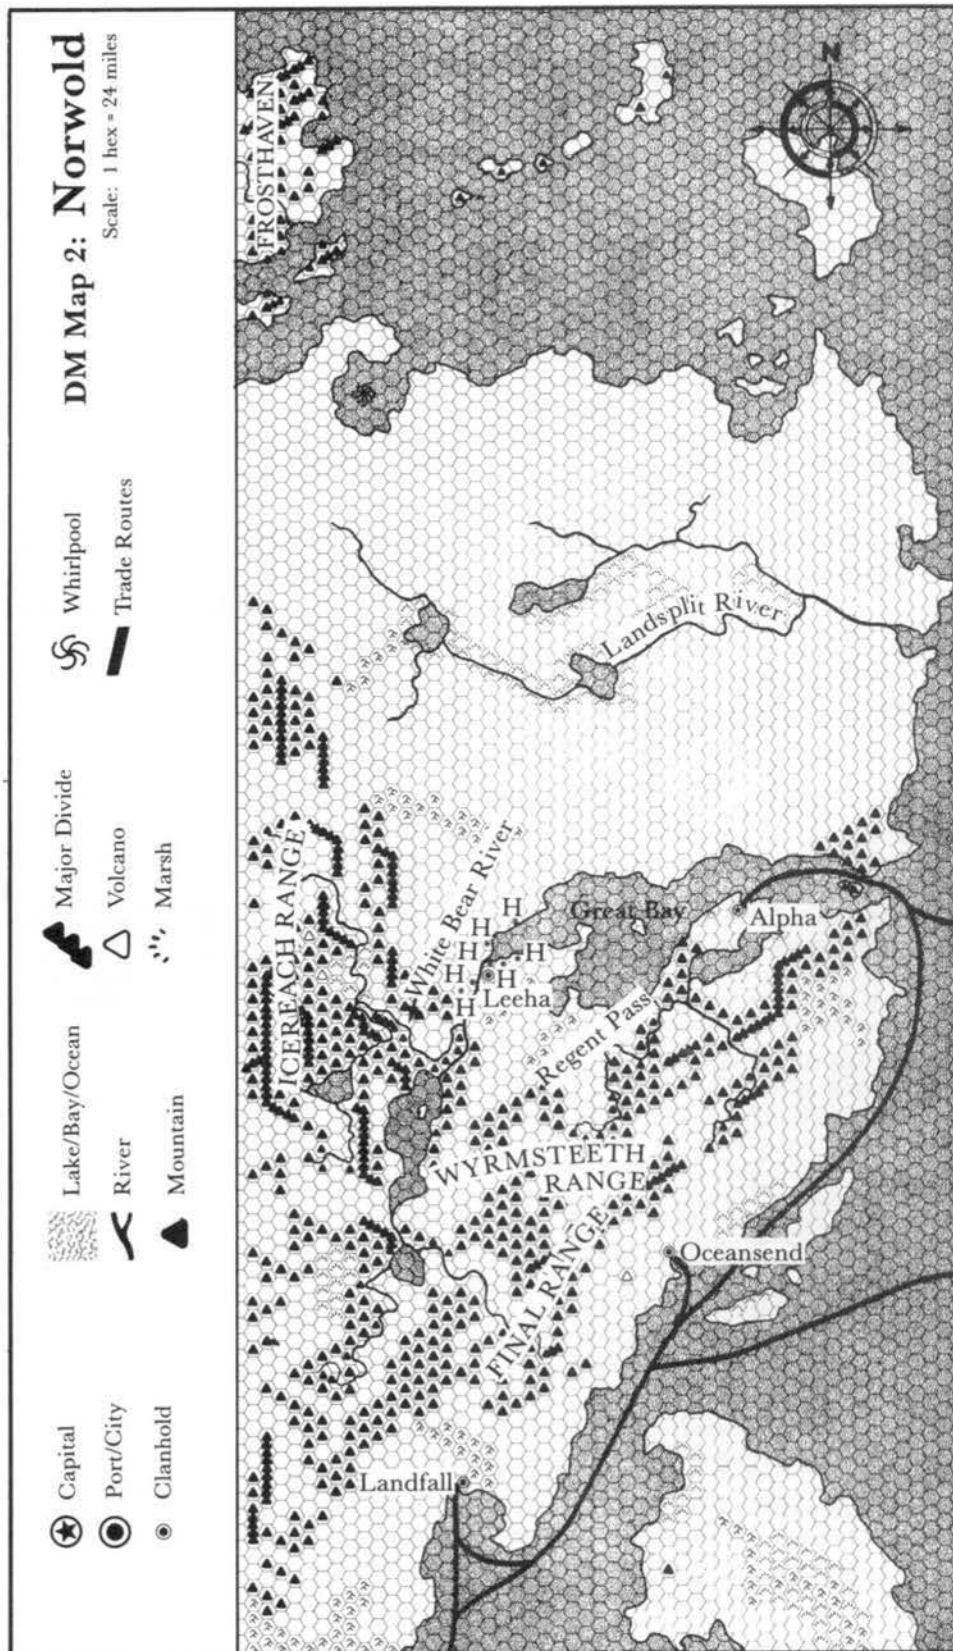 DM Map 2: Norwold
Scale: 1 hex = 24 miles
Capital
Port/City
Clanhold
Lake/Bay/Ocean
River
Mountain
Major Divide
Volcano
Marsh
Whirlpool
Trade Routes
FROSTHAVEN
N
ICEREACH RANGE
White Bear River
Landsplit River
H
H
H
H
H
H
H
Leeha
Great Bay
Alpha
Regent Pass
WYRMSTEETH
RANGE
FINAL RANGE
Oceansend
Landfall